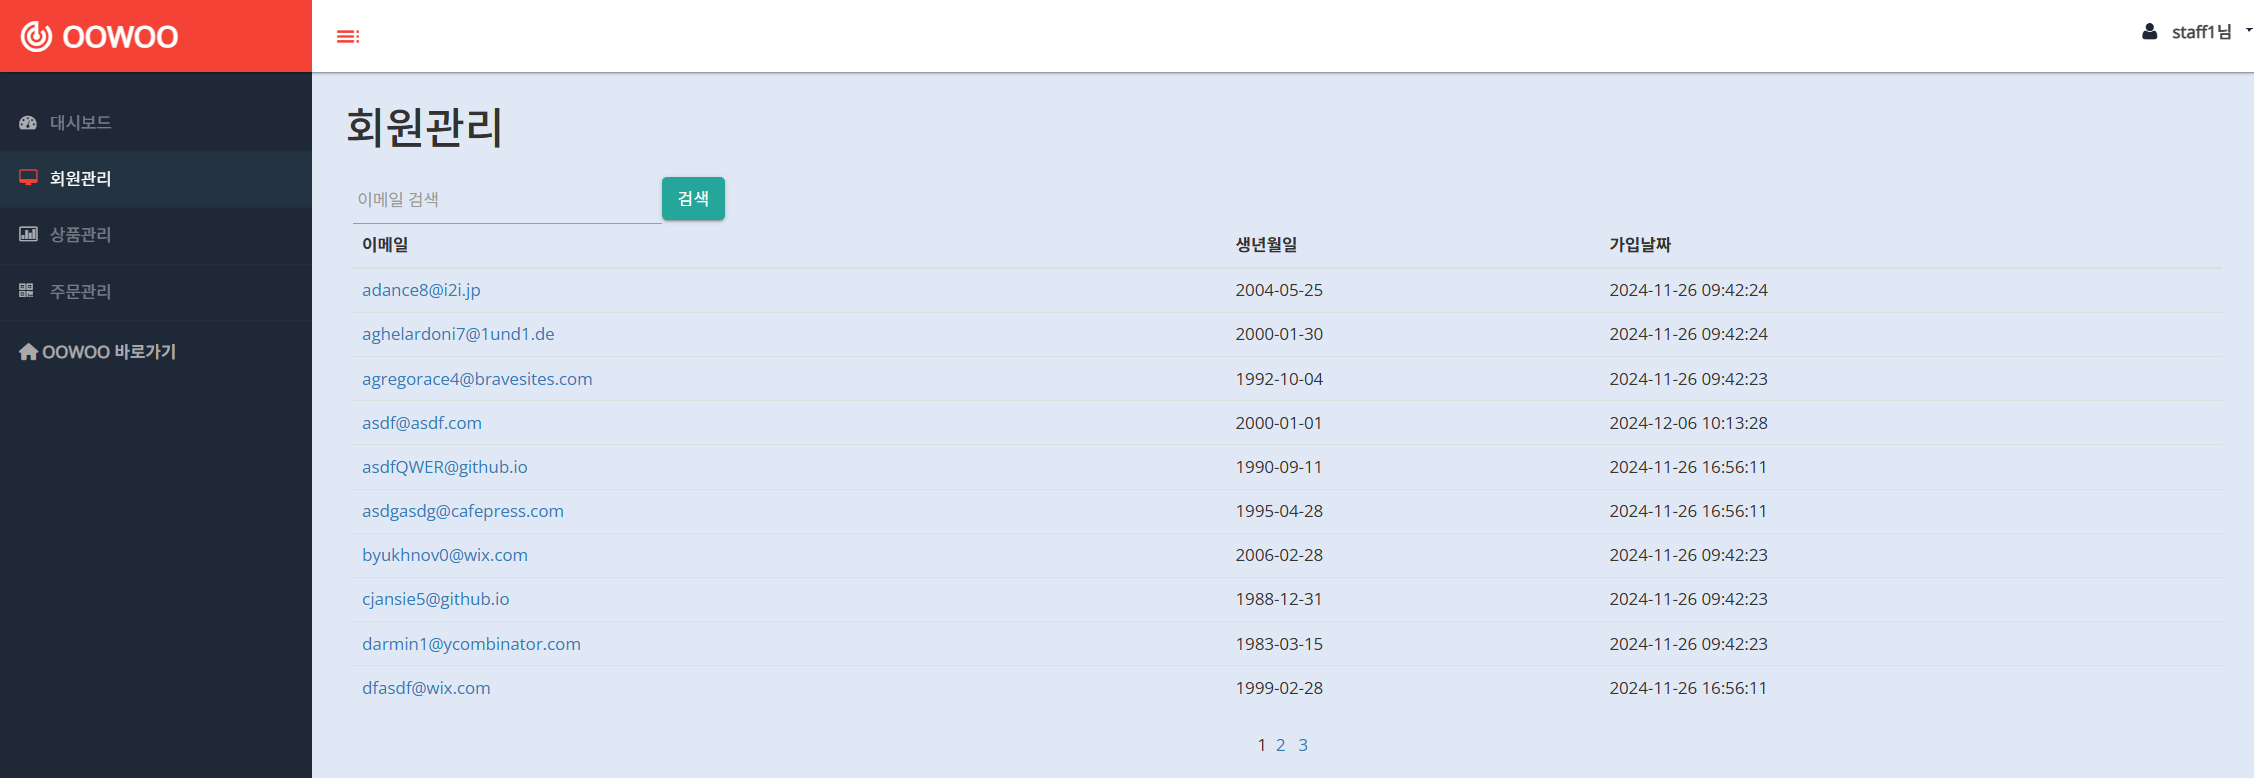 OOWOO
staff1님
대시보드
회원관리
상품관리
주문관리
OOWOO 바로가기
회원관리
이메일 검색 검색
이메일 생년월일 가입날짜
adance8@i2i.jp 2004-05-25 2024-11-26 09:42:24
aghelardoni7@1und1.de 2000-01-30 2024-11-26 09:42:24
agregorace4@bravesites.com 1992-10-04 2024-11-26 09:42:23
asdf@asdf.com 2000-01-01 2024-12-06 10:13:28
asdfQWER@github.io 1990-09-11 2024-11-26 16:56:11
asdgasdg@cafepress.com 1995-04-28 2024-11-26 16:56:11
byukhnov0@wix.com 2006-02-28 2024-11-26 09:42:23
cjansie5@github.io 1988-12-31 2024-11-26 09:42:23
darmin1@ycombinator.com 1983-03-15 2024-11-26 09:42:23
dfasdf@wix.com 1999-02-28 2024-11-26 16:56:11
1 2 3